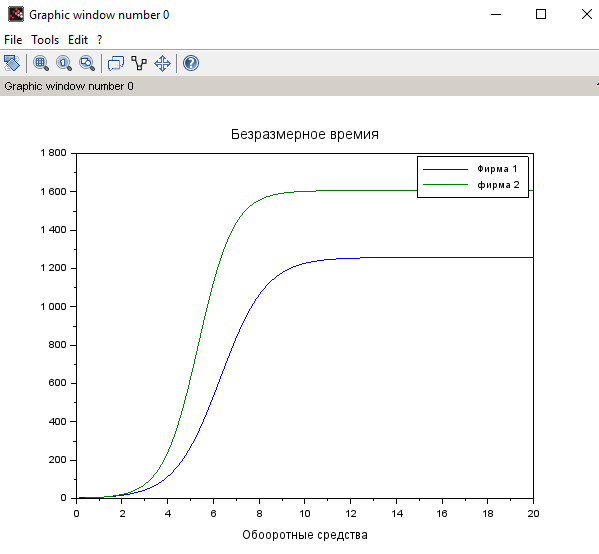 Graphic window number 0
File Tools Edit ?
Graphic window number 0
Безразмерное времия
1 800
1 600
1 400
1 200
1 000
800
600
400
200
0
Фирма 1
фирма 2
0 2 4 6 8 10 12 14 16 18 20
Обооротные средства